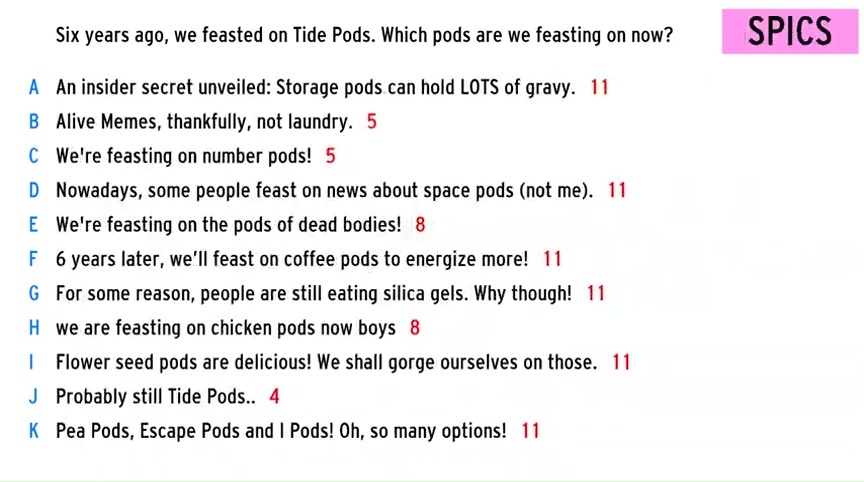 Six years ago, we feasted on Tide Pods. Which pods are we feasting on now?
SPICS
A An insider secret unveiled: Storage pods can hold LOTS of gravy. 11
B Alive Memes, thankfully, not laundry. 5
C We're feasting on number pods! 5
D Nowadays, some people feast on news about space pods (not me). 11
E We're feasting on the pods of dead bodies! 8
F 6 years later, we'll feast on coffee pods to energize more! 11
G For some reason, people are still eating silica gels. Why though! 11
H we are feasting on chicken pods now boys 8
I Flower seed pods are delicious! We shall gorge ourselves on those. 11
J Probably still Tide Pods.. 4
K Pea Pods, Escape Pods and I Pods! Oh, so many options! 11